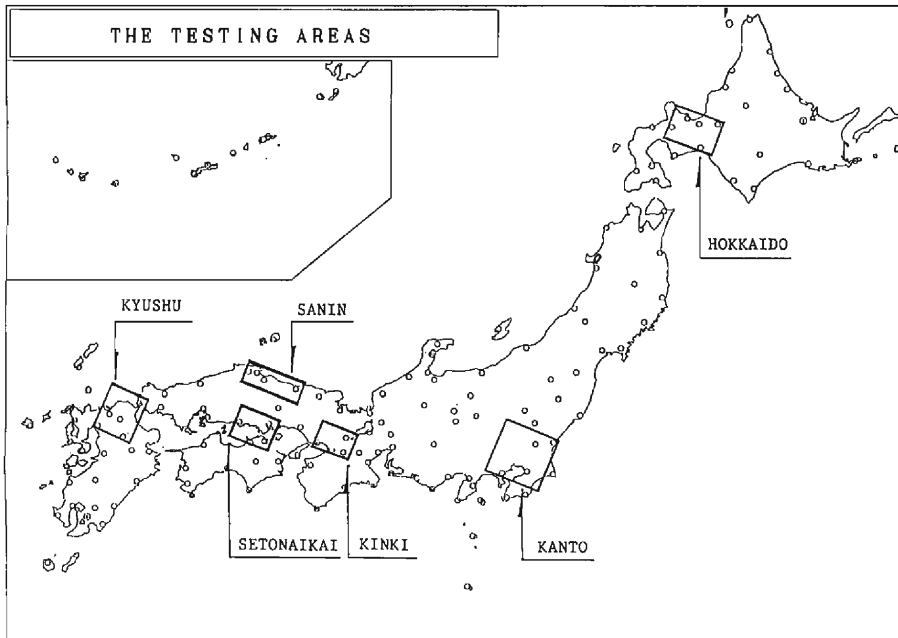 THE TESTING AREAS
HOKKAIDO
KYUSHU
SANIN
SETONAIKAI
KINKI
KANTO